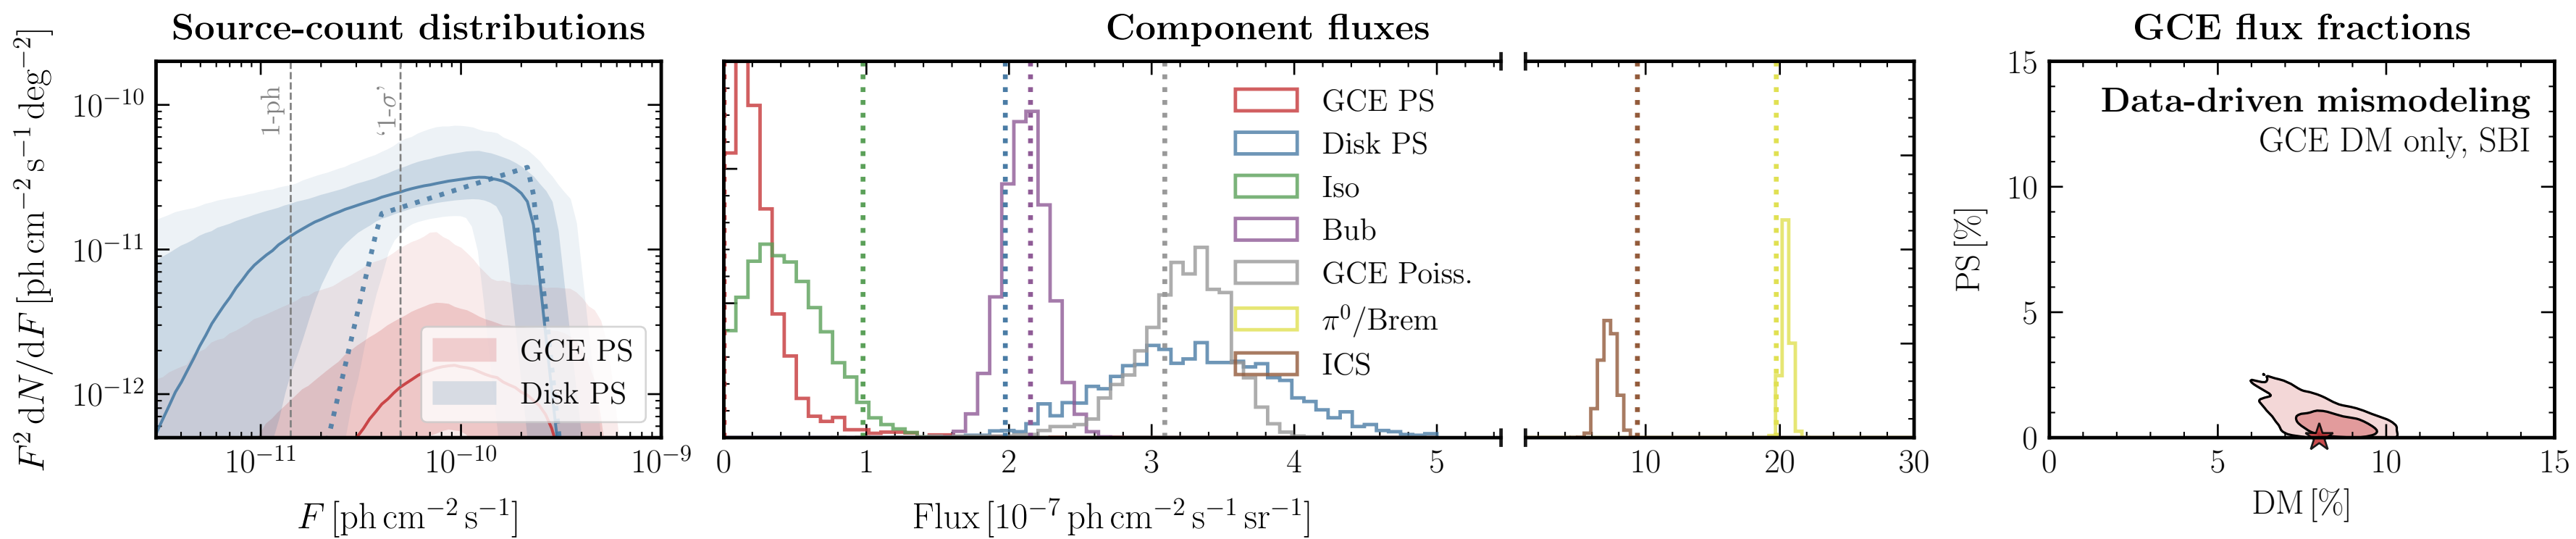 Source-count distributions
F² dN/dF [ph cm⁻² s⁻¹ deg⁻²]
10⁻¹⁰
10⁻¹¹
10⁻¹²
1-ph
‘1-σ’
GCE PS
Disk PS
10⁻¹¹ 10⁻¹⁰ 10⁻⁹
F [ph cm⁻² s⁻¹]
Component fluxes
GCE PS
Disk PS
Iso
Bub
GCE Poiss.
π⁰/Brem
ICS
0 1 2 3 4 5 10 20 30
Flux [10⁻⁷ ph cm⁻² s⁻¹ sr⁻¹]
GCE flux fractions
PS [%]
15
10
5
0
Data-driven mismodeling
GCE DM only, SBI
0 5 10 15
DM [%]